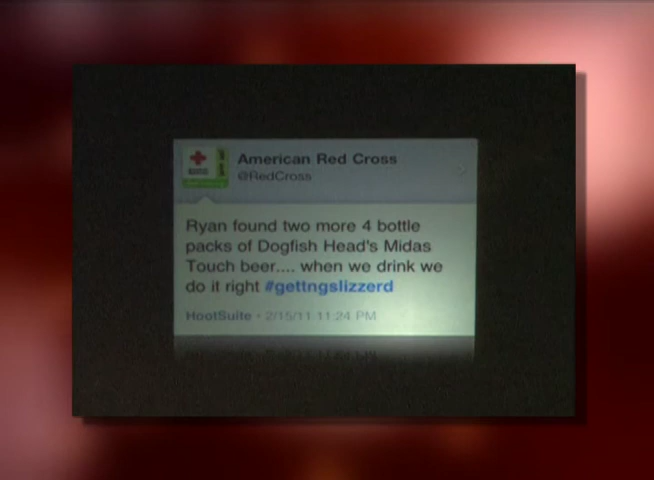 American Red Cross
@RedCross
Ryan found two more 4 bottle
packs of Dogfish Head's Midas
Touch beer.... when we drink we
do it right #gettngslizzerd
HootSuite • 2/15/11 11:24 PM